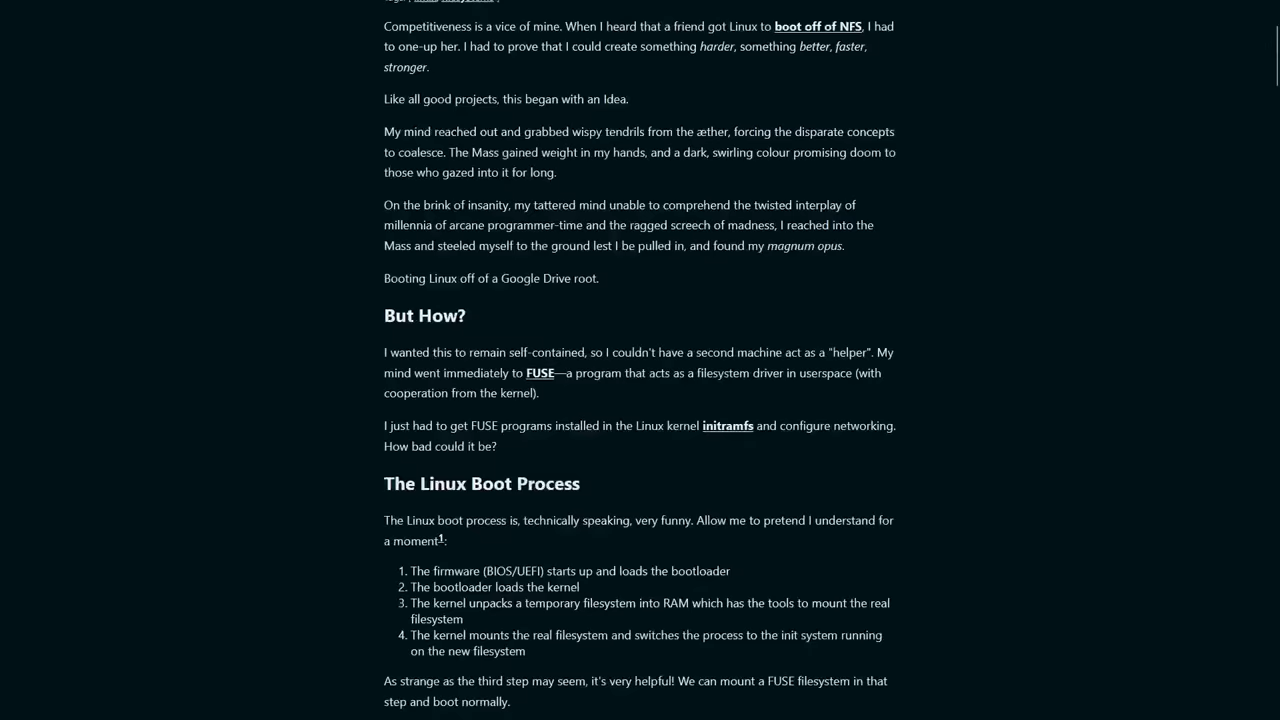 Competitiveness is a vice of mine. When I heard that a friend got Linux to boot off of NFS, I had
to one-up her. I had to prove that I could create something harder, something better, faster,
stronger.
Like all good projects, this began with an Idea.
My mind reached out and grabbed wispy tendrils from the æther, forcing the disparate concepts
to coalesce. The Mass gained weight in my hands, and a dark, swirling colour promising doom to
those who gazed into it for long.
On the brink of insanity, my tattered mind unable to comprehend the twisted interplay of
millennia of arcane programmer-time and the ragged screech of madness, I reached into the
Mass and steeled myself to the ground lest I be pulled in, and found my magnum opus.
Booting Linux off of a Google Drive root.
But How?
I wanted this to remain self-contained, so I couldn't have a second machine act as a "helper". My
mind went immediately to FUSE—a program that acts as a filesystem driver in userspace (with
cooperation from the kernel).
I just had to get FUSE programs installed in the Linux kernel initramfs and configure networking.
How bad could it be?
The Linux Boot Process
The Linux boot process is, technically speaking, very funny. Allow me to pretend I understand for
a moment1:
1. The firmware (BIOS/UEFI) starts up and loads the bootloader
2. The bootloader loads the kernel
3. The kernel unpacks a temporary filesystem into RAM which has the tools to mount the real
filesystem
4. The kernel mounts the real filesystem and switches the process to the init system running
on the new filesystem
As strange as the third step may seem, it's very helpful! We can mount a FUSE filesystem in that
step and boot normally.